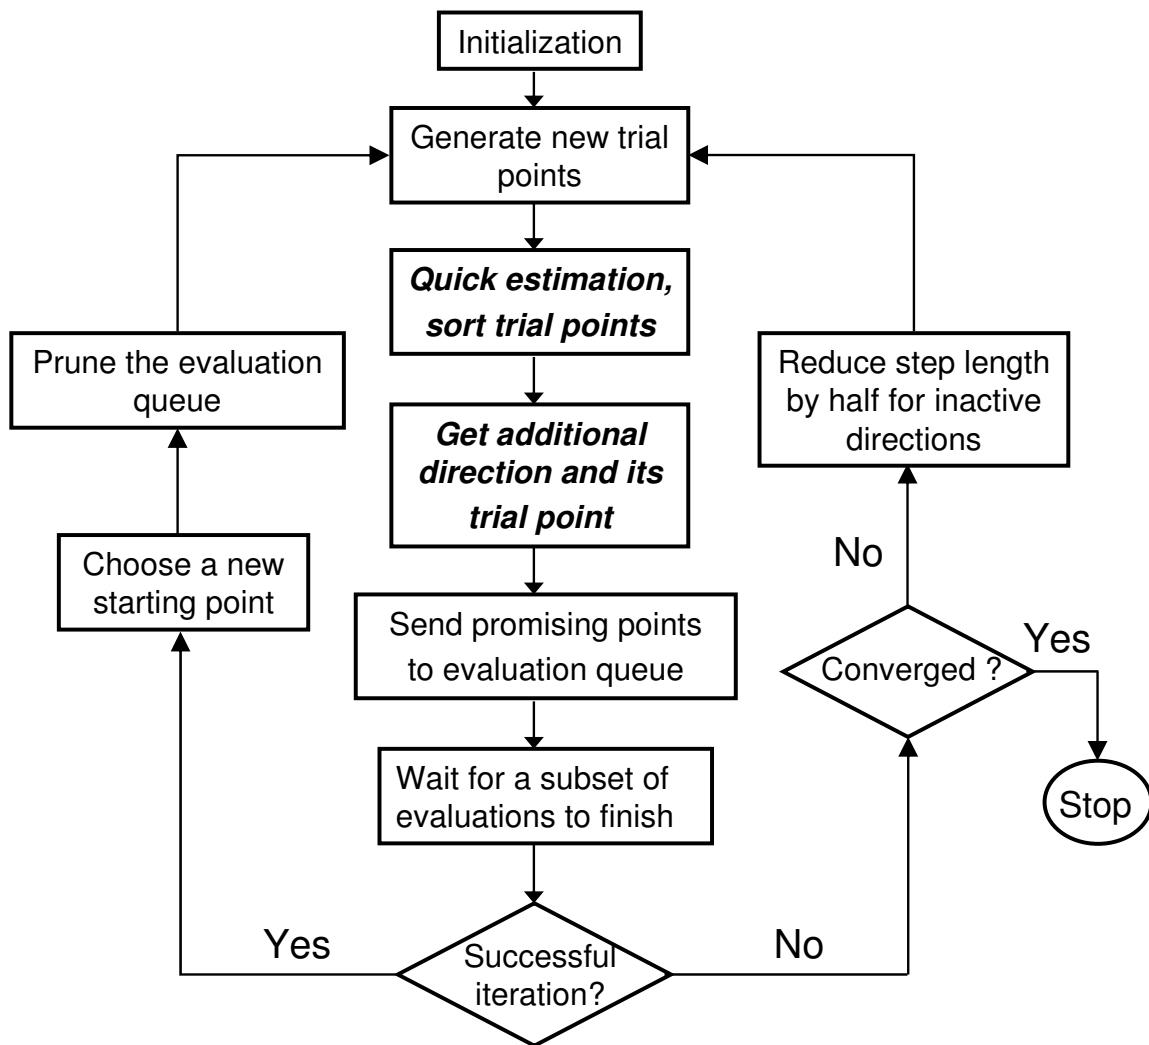 Initialization
Generate new trial
points
Quick estimation,
sort trial points
Prune the evaluation
queue
Reduce step length
by half for inactive
directions
Get additional
direction and its
trial point
Choose a new
starting point
No
Send promising points
to evaluation queue
Converged ?
Yes
Wait for a subset of
evaluations to finish
Stop
Yes
Successful
iteration?
No